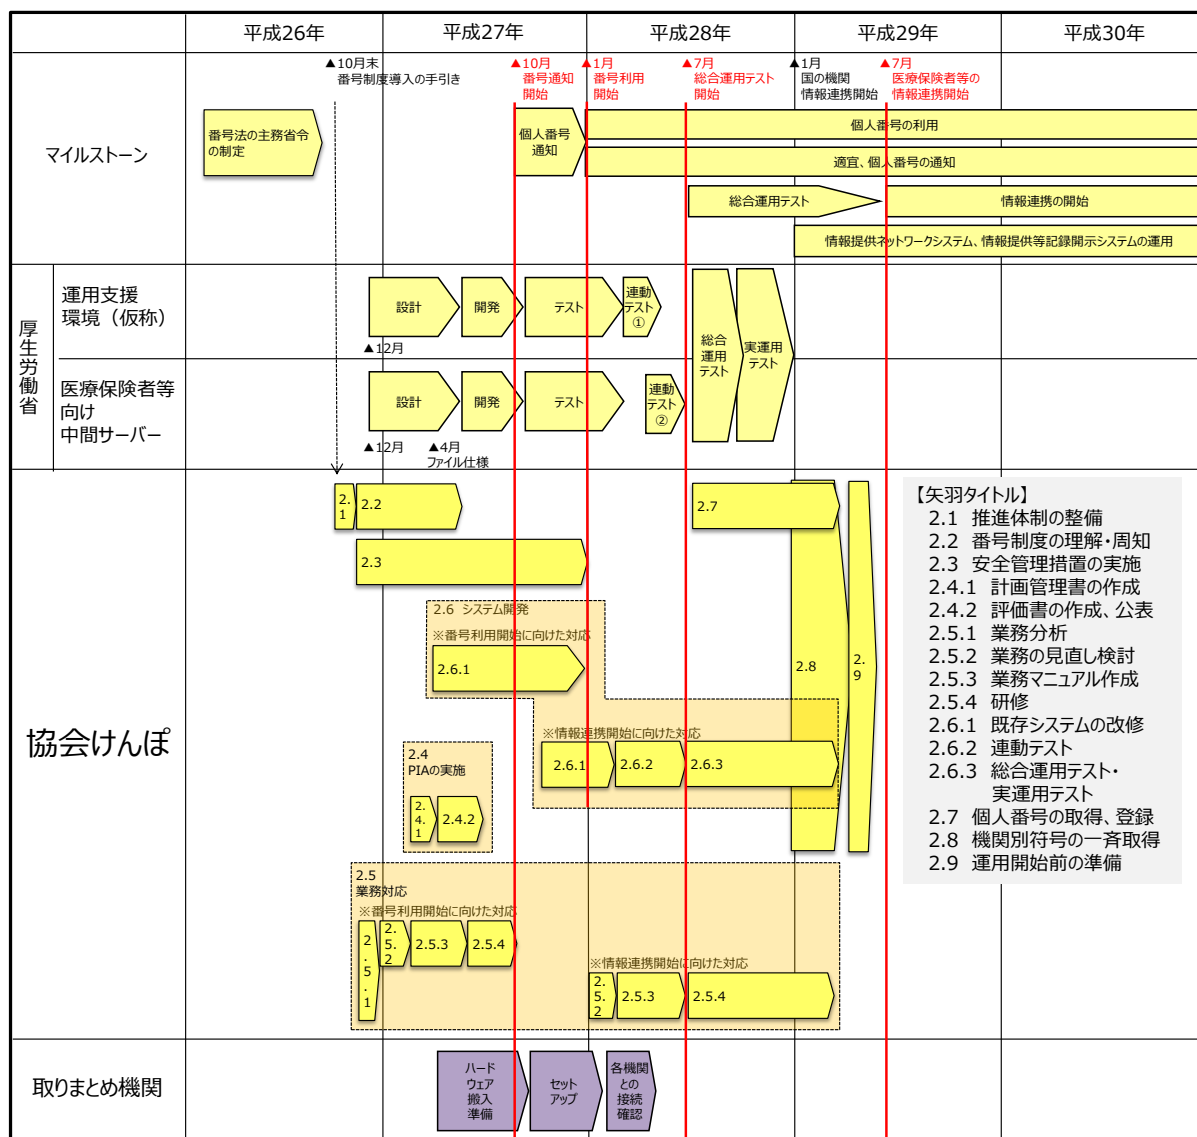 平成26年
平成27年
平成28年
平成29年
平成30年
マイルストーン
▲10月末
番号制度導入の手引き
▲10月
番号通知
開始
▲1月
番号利用
開始
▲7月
総合運用テスト
開始
▲1月
国の機関
情報連携開始
▲7月
医療保険者等の
情報連携開始
番号法の主務省令
の制定
個人番号
通知
個人番号の利用
適宜、個人番号の通知
総合運用テスト
情報連携の開始
情報提供ネットワークシステム、情報提供等記録開示システムの運用
厚生労働省
運用支援
環境（仮称）
設計
開発
テスト
連動
テスト
①
▲12月
総合
運用
テスト
実運用
テスト
医療保険者等
向け
中間サーバー
設計
開発
テスト
連動
テスト
②
▲12月
▲4月
ファイル仕様
協会けんぽ
2.
1
2.2
2.7
2.3
2.6 システム開発
※番号利用開始に向けた対応
2.6.1
2.8
2.
9
※情報連携開始に向けた対応
2.6.1
2.6.2
2.6.3
2.4
PIAの実施
2.
4.
1
2.4.2
2.5
業務対応
※番号利用開始に向けた対応
2
.
5
.
1
2.
5.
2
2.5.3
2.5.4
※情報連携開始に向けた対応
2.
5.
2
2.5.3
2.5.4
【矢羽タイトル】
2.1 推進体制の整備
2.2 番号制度の理解・周知
2.3 安全管理措置の実施
2.4.1 計画管理書の作成
2.4.2 評価書の作成、公表
2.5.1 業務分析
2.5.2 業務の見直し検討
2.5.3 業務マニュアル作成
2.5.4 研修
2.6.1 既存システムの改修
2.6.2 連動テスト
2.6.3 総合運用テスト・
実運用テスト
2.7 個人番号の取得、登録
2.8 機関別符号の一斉取得
2.9 運用開始前の準備
取りまとめ機関
ハード
ウェア
搬入
準備
セット
アップ
各機関
との
接続
確認